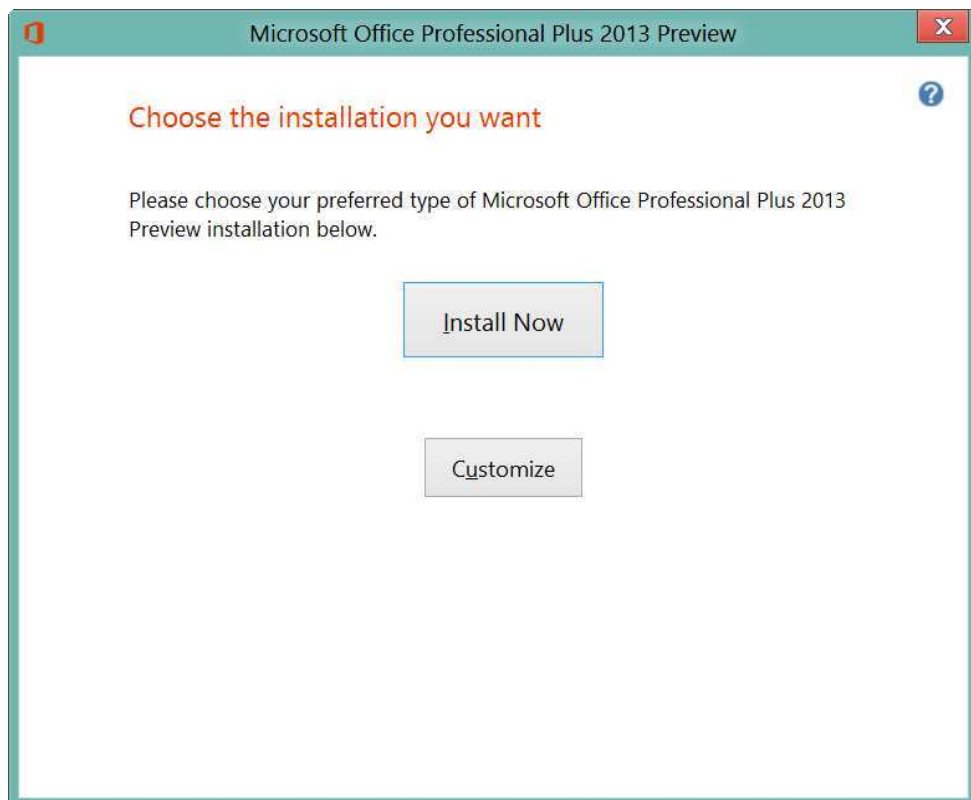 Microsoft Office Professional Plus 2013 Preview
X
?
Choose the installation you want
Please choose your preferred type of Microsoft Office Professional Plus 2013
Preview installation below.
Install Now
Customize